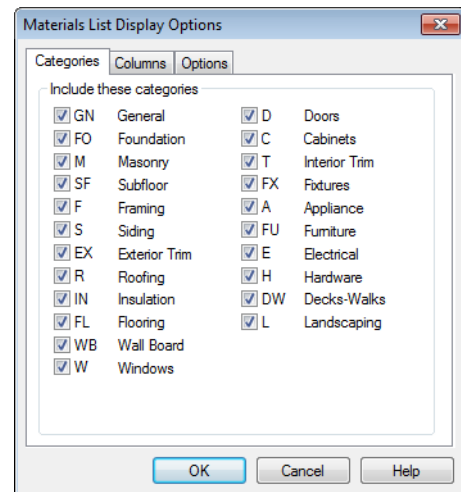 Materials List Display Options
Categories Columns Options
Include these categories
GN General D Doors
FO Foundation C Cabinets
M Masonry T Interior Trim
SF Subfloor FX Fixtures
F Framing A Appliance
S Siding FU Furniture
EX Exterior Trim E Electrical
R Roofing H Hardware
IN Insulation DW Decks-Walks
FL Flooring L Landscaping
WB Wall Board
W Windows
OK Cancel Help